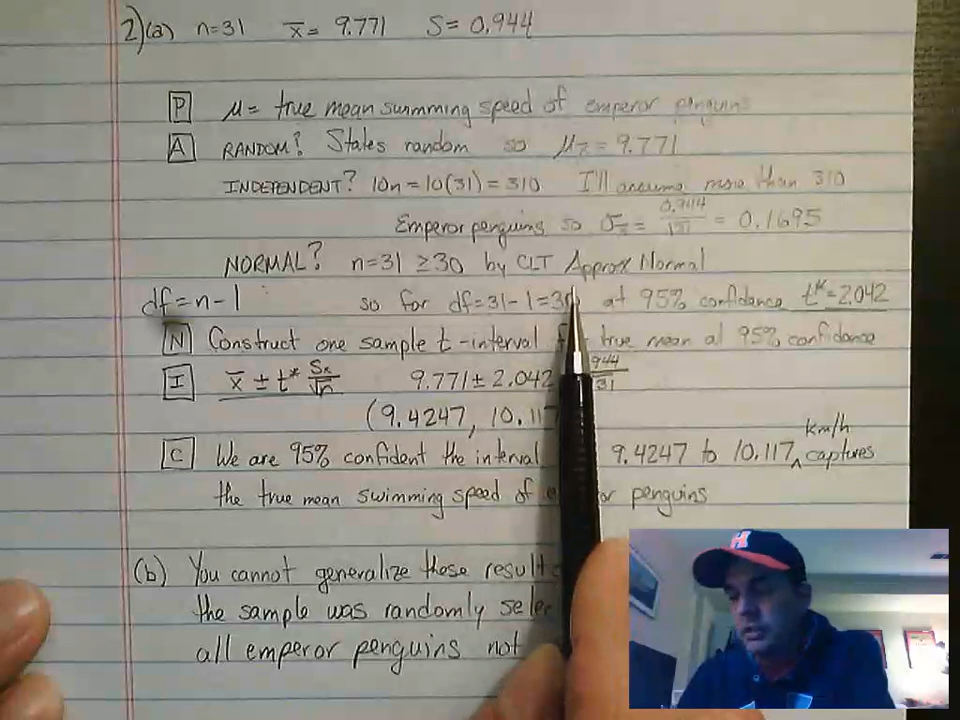 2)(a) n=31 x̄= 9.771 S= 0.944
P μ= true mean swimming speed of emperor penguins
A RANDOM? States random so μx̄ = 9.771
INDEPENDENT? 10n = 10(31) = 310 I'll assume more than 310
Emperor penguins so σx̄ = 0.944/√31 = 0.1695
NORMAL? n=31 ≥30 by CLT Approx Normal
df = n-1 so for df = 31-1 = 30 at 95% confidence t* = 2.042
N Construct one sample t-interval true mean at 95% confidence
I x̄ ± t* Sx/√n 9.771 ± 2.042 944/31
(9.4247, 10.117
km/h
C We are 95% confident the interval 9.4247 to 10.117 ^ captures
the true mean swimming speed of penguins
(b) You cannot generalize these results
the sample was randomly
all emperor penguins not
H